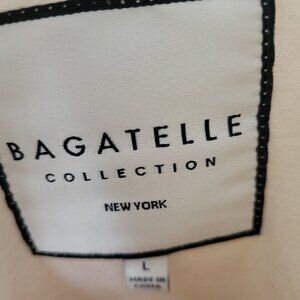 BAGATELLE
COLLECTION
NEW YORK
L
MADE IN
CHINA